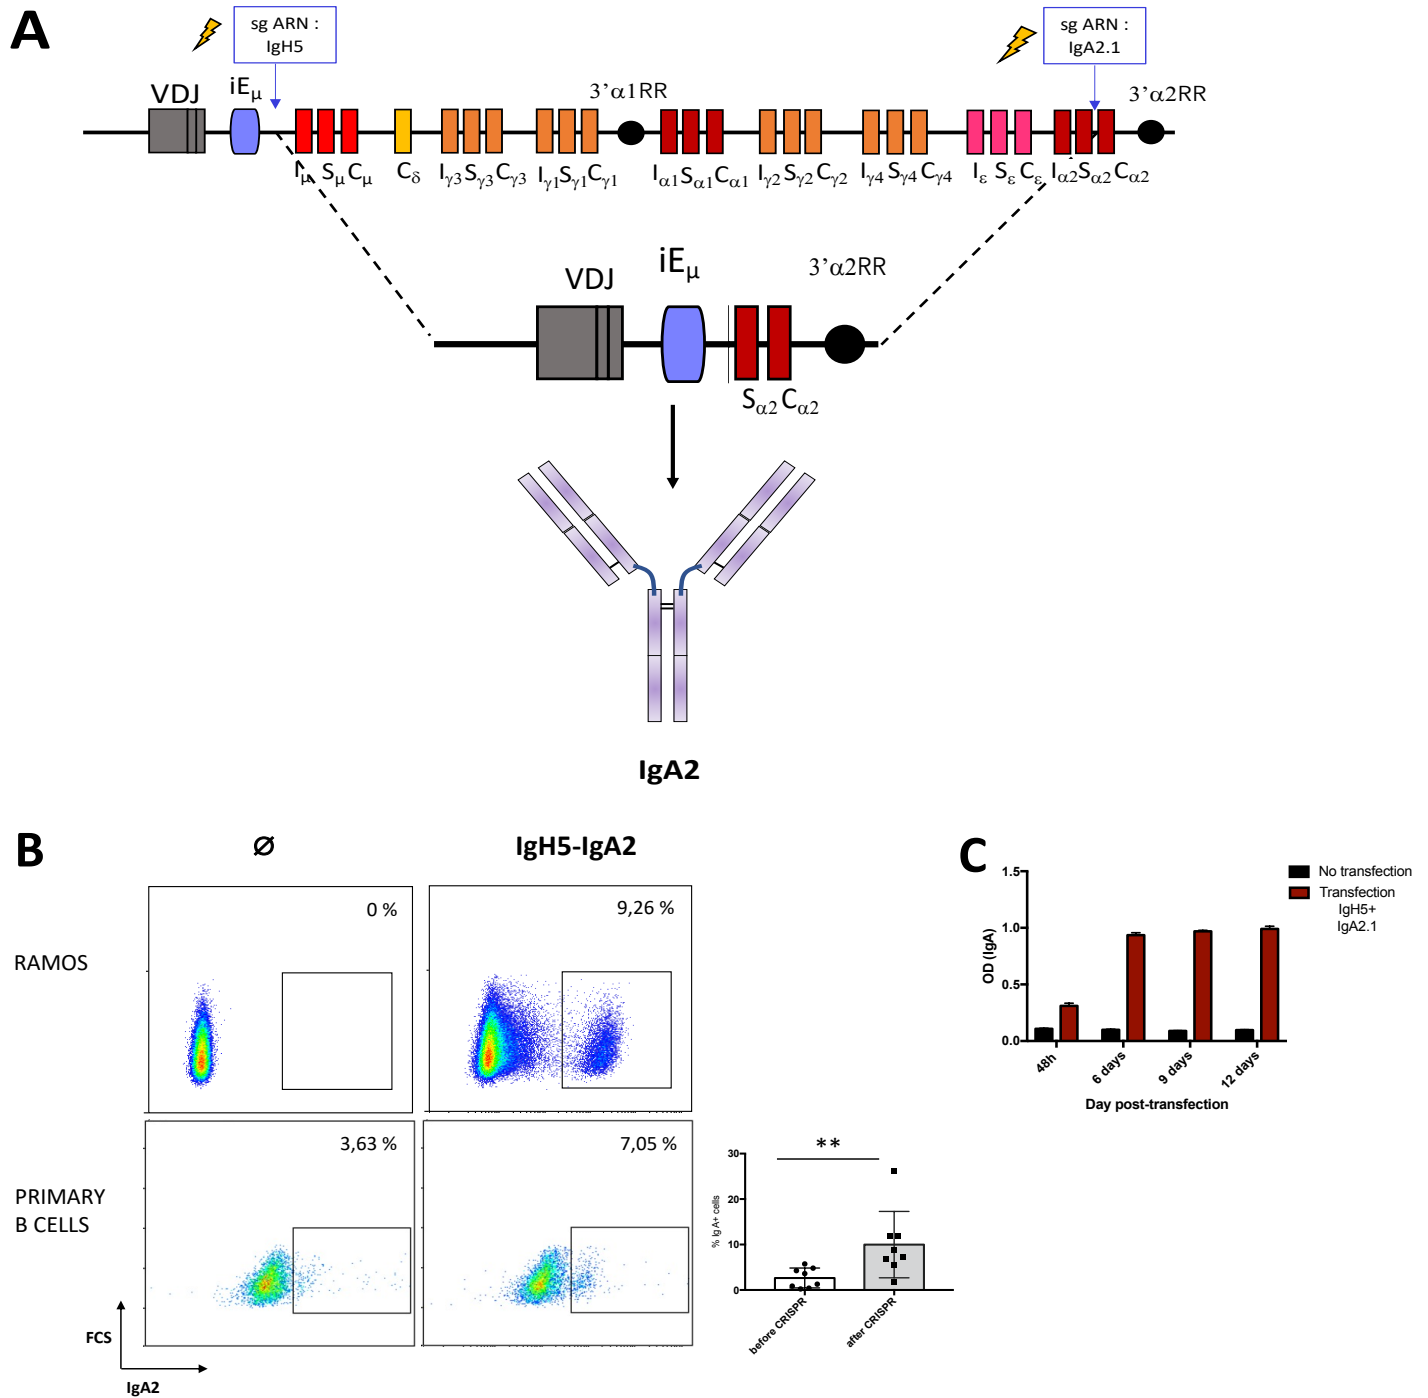 A
sg ARN :
IgH5
sg ARN :
IgA2.1
VDJ
iEμ
3'α1RR
3'α2RR
Iμ Sμ Cμ
Cδ
Iγ3 Sγ3 Cγ3
Iγ1 Sγ1 Cγ1
Iα1 Sα1 Cα1
Iγ2 Sγ2 Cγ2
Iγ4 Sγ4 Cγ4
Iε Sε Cε
Iα2 Sα2 Cα2
VDJ
iEμ
3'α2RR
Sα2 Cα2
IgA2
B
Ø
IgH5-IgA2
RAMOS
0 %
9,26 %
PRIMARY
B CELLS
3,63 %
7,05 %
FCS
IgA2
**
% Ig A+ cells
30
20
10
0
before CRISPR
after CRISPR
C
OD (IgA)
1.5
1.0
0.5
0.0
48h
6 days
9 days
12 days
Day post-transfection
No transfection
Transfection
IgH5+
IgA2.1